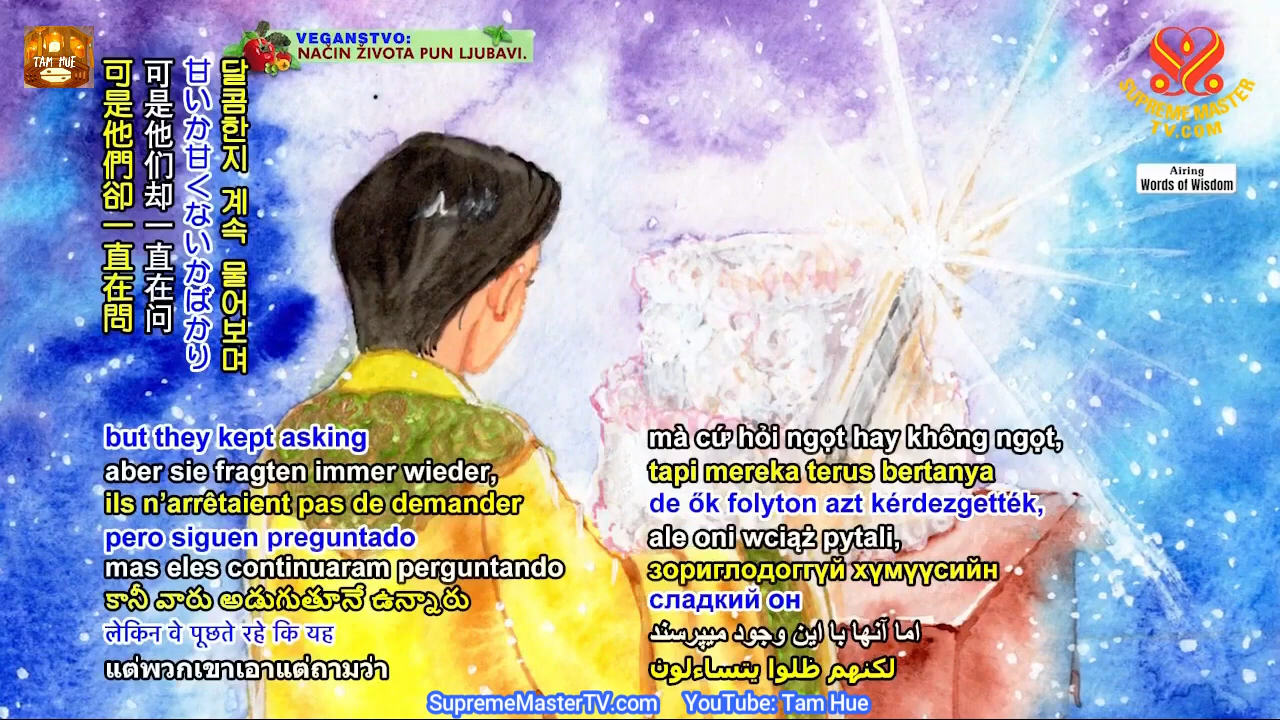 TAM HUE
VEGANSTVO:
NAČIN ŽIVOTA PUN LJUBAVI.
SUPREME MASTER
TV.COM
Airing
Words of Wisdom
달콤한지 계속 물어보며
甘いか甘くないかばかり
可是他们却一直在问
可是他們卻一直在問
but they kept asking
aber sie fragten immer wieder,
ils n’arrêtaient pas de demander
pero siguen preguntado
mas eles continuaram perguntando
కానీ వారు అడుగుతూనే ఉన్నారు
लेकिन वे पूछते रहे कि यह
แต่พวกเขาเอาแต่ถามว่า
mà cứ hỏi ngọt hay không ngọt,
tapi mereka terus bertanya
de ők folyton azt kérdezgették,
ale oni wciąż pytali,
зориглодоггүй хүмүүсийн
сладкий он
اما آنها با این وجود میپرسند
لكنهم ظلوا يتساءلون
SupremeMasterTV.com YouTube: Tam Hue